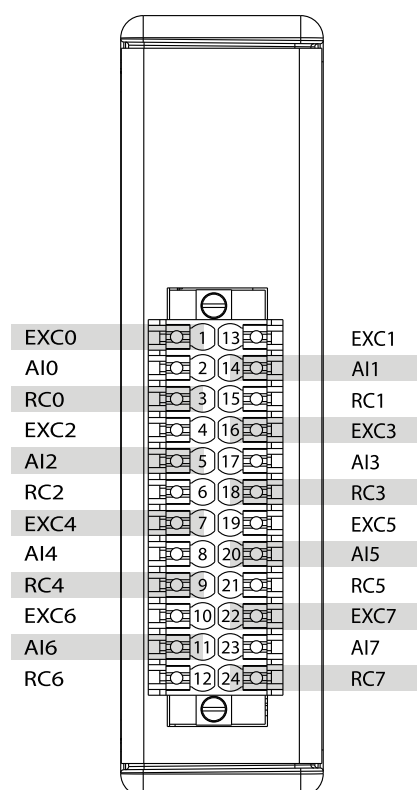 EXC0 1 13 EXC1
AI0 2 14 AI1
RC0 3 15 RC1
EXC2 4 16 EXC3
AI2 5 17 AI3
RC2 6 18 RC3
EXC4 7 19 EXC5
AI4 8 20 AI5
RC4 9 21 RC5
EXC6 10 22 EXC7
AI6 11 23 AI7
RC6 12 24 RC7